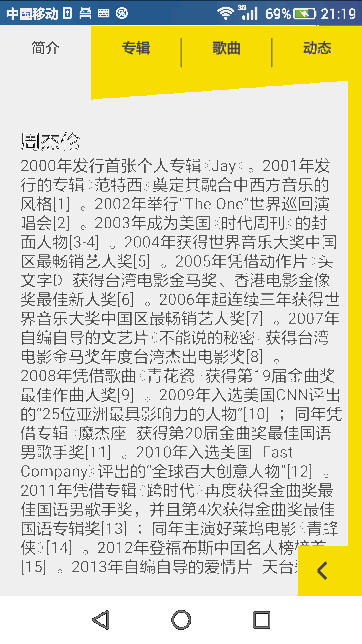 中国移动 3G 69% 21:19
简介 专辑 歌曲 动态
周杰伦
2000年发行首张个人专辑《Jay》。2001年发
行的专辑《范特西》奠定其融合中西方音乐的
风格[1] 。2002年举行“The One”世界巡回演
唱会[2] 。2003年成为美国《时代周刊》的封
面人物[3-4] 。2004年获得世界音乐大奖中国
区最畅销艺人奖[5] 。2005年凭借动作片《头
文字D》获得台湾电影金马奖、香港电影金像
奖最佳新人奖[6] 。2006年起连续三年获得世
界音乐大奖中国区最畅销艺人奖[7] 。2007年
自编自导的文艺片《不能说的秘密》获得台湾
电影金马奖年度台湾杰出电影奖[8] 。
2008年凭借歌曲《青花瓷》获得第19届金曲奖
最佳作曲人奖[9] 。2009年入选美国CNN评出
的“25位亚洲最具影响力的人物”[10] ；同年凭
借专辑《魔杰座》获得第20届金曲奖最佳国语
男歌手奖[11] 。2010年入选美国《Fast
Company》评出的“全球百大创意人物”[12] 。
2011年凭借专辑《跨时代》再度获得金曲奖最
佳国语男歌手奖，并且第4次获得金曲奖最佳
国语专辑奖[13] ；同年主演好莱坞电影《青蜂
侠》[14] 。2012年登福布斯中国名人榜榜首
[15] 。2013年自编自导的爱情片《天台